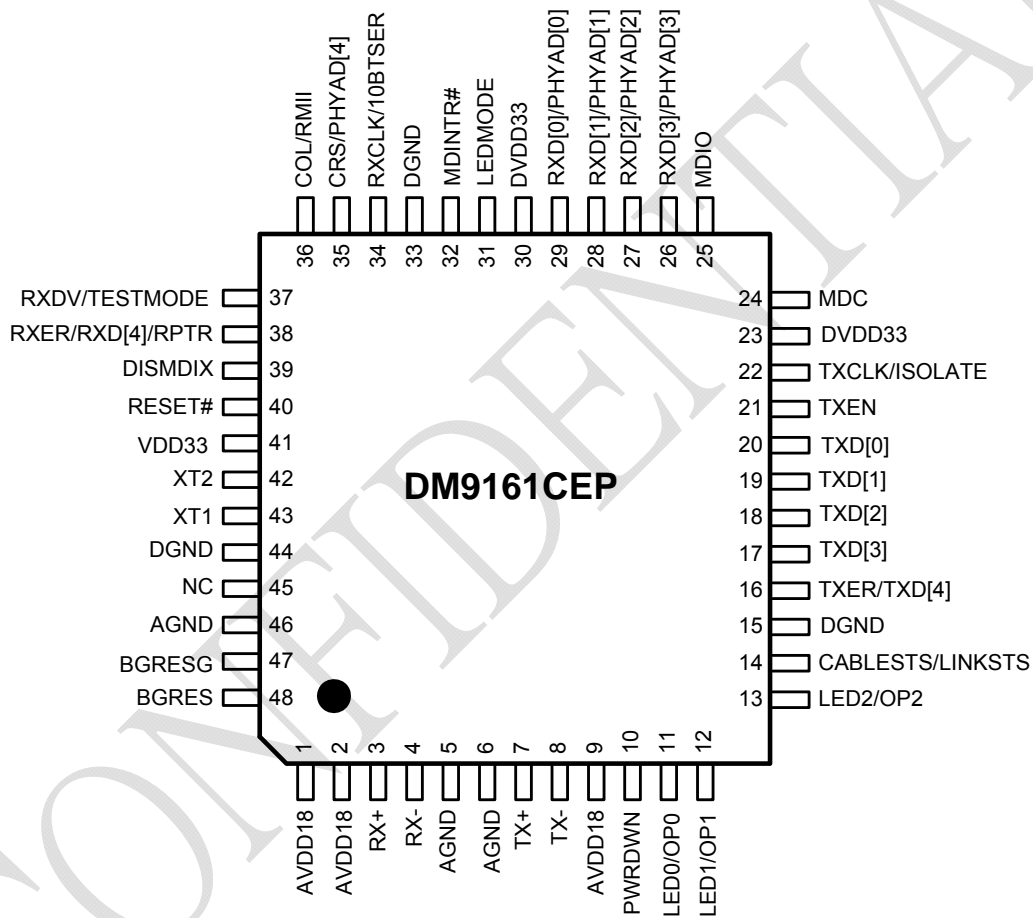 COL/RMII
CRS/PHYAD[4]
RXCLK/10BTSER
DGND
MDINTR#
LEDMODE
DVDD33
RXD[0]/PHYAD[0]
RXD[1]/PHYAD[1]
RXD[2]/PHYAD[2]
RXD[3]/PHYAD[3]
MDIO
36 35 34 33 32 31 30 29 28 27 26 25
RXDV/TESTMODE 37
RXER/RXD[4]/RPTR 38
DISMDIX 39
RESET# 40
VDD33 41
XT2 42
XT1 43
DGND 44
NC 45
AGND 46
BGRESG 47
BGRES 48
DM9161CEP
24 MDC
23 DVDD33
22 TXCLK/ISOLATE
21 TXEN
20 TXD[0]
19 TXD[1]
18 TXD[2]
17 TXD[3]
16 TXER/TXD[4]
15 DGND
14 CABLESTS/LINKSTS
13 LED2/OP2
1 2 3 4 5 6 7 8 9 10 11 12
AVDD18
AVDD18
RX+
RX-
AGND
AGND
TX+
TX-
AVDD18
PWRDWN
LED0/OP0
LED1/OP1
CONFIDENTIA